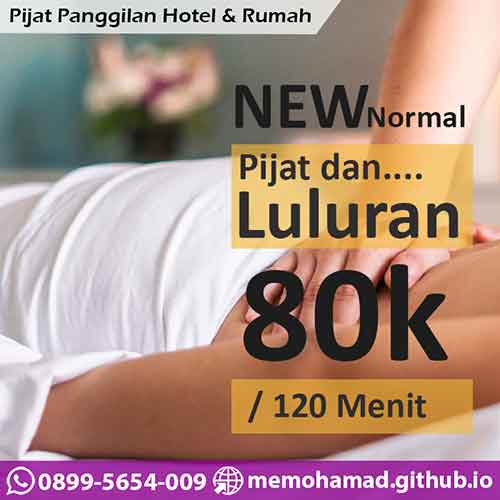 Pijat Panggilan Hotel & Rumah
NEW Normal
Pijat dan....
Luluran
80k
/ 120 Menit
0899-5654-009 memohamad.github.io